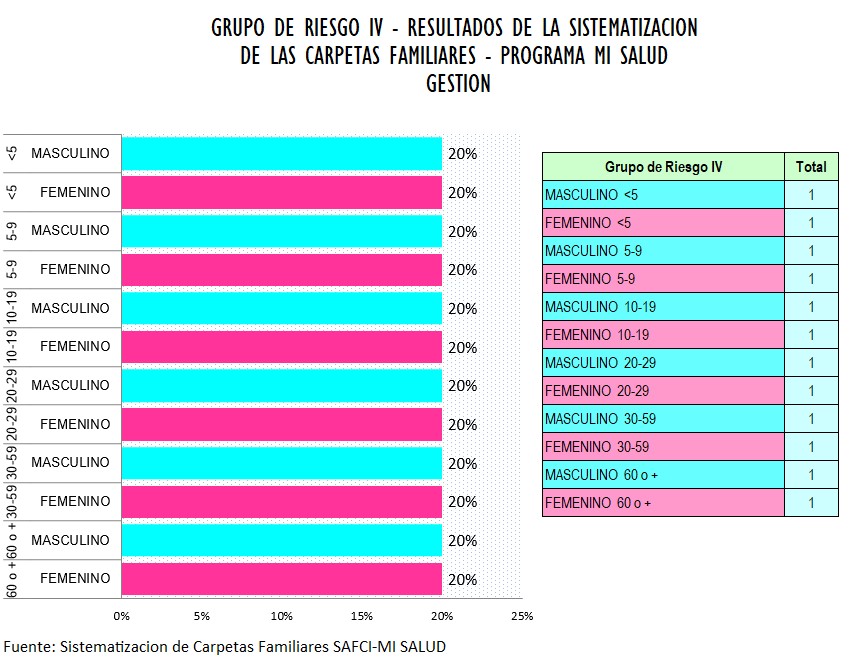 GRUPO DE RIESGO IV - RESULTADOS DE LA SISTEMATIZACION
DE LAS CARPETAS FAMILIARES - PROGRAMA MI SALUD
GESTION
<5 MASCULINO 20%
<5 FEMENINO 20%
5-9 MASCULINO 20%
5-9 FEMENINO 20%
10-19 MASCULINO 20%
10-19 FEMENINO 20%
20-29 MASCULINO 20%
20-29 FEMENINO 20%
30-59 MASCULINO 20%
30-59 FEMENINO 20%
60 o + MASCULINO 20%
60 o + FEMENINO 20%
0% 5% 10% 15% 20% 25%
Grupo de Riesgo IV Total
MASCULINO <5 1
FEMENINO <5 1
MASCULINO 5-9 1
FEMENINO 5-9 1
MASCULINO 10-19 1
FEMENINO 10-19 1
MASCULINO 20-29 1
FEMENINO 20-29 1
MASCULINO 30-59 1
FEMENINO 30-59 1
MASCULINO 60 o + 1
FEMENINO 60 o + 1
Fuente: Sistematizacion de Carpetas Familiares SAFCI-MI SALUD